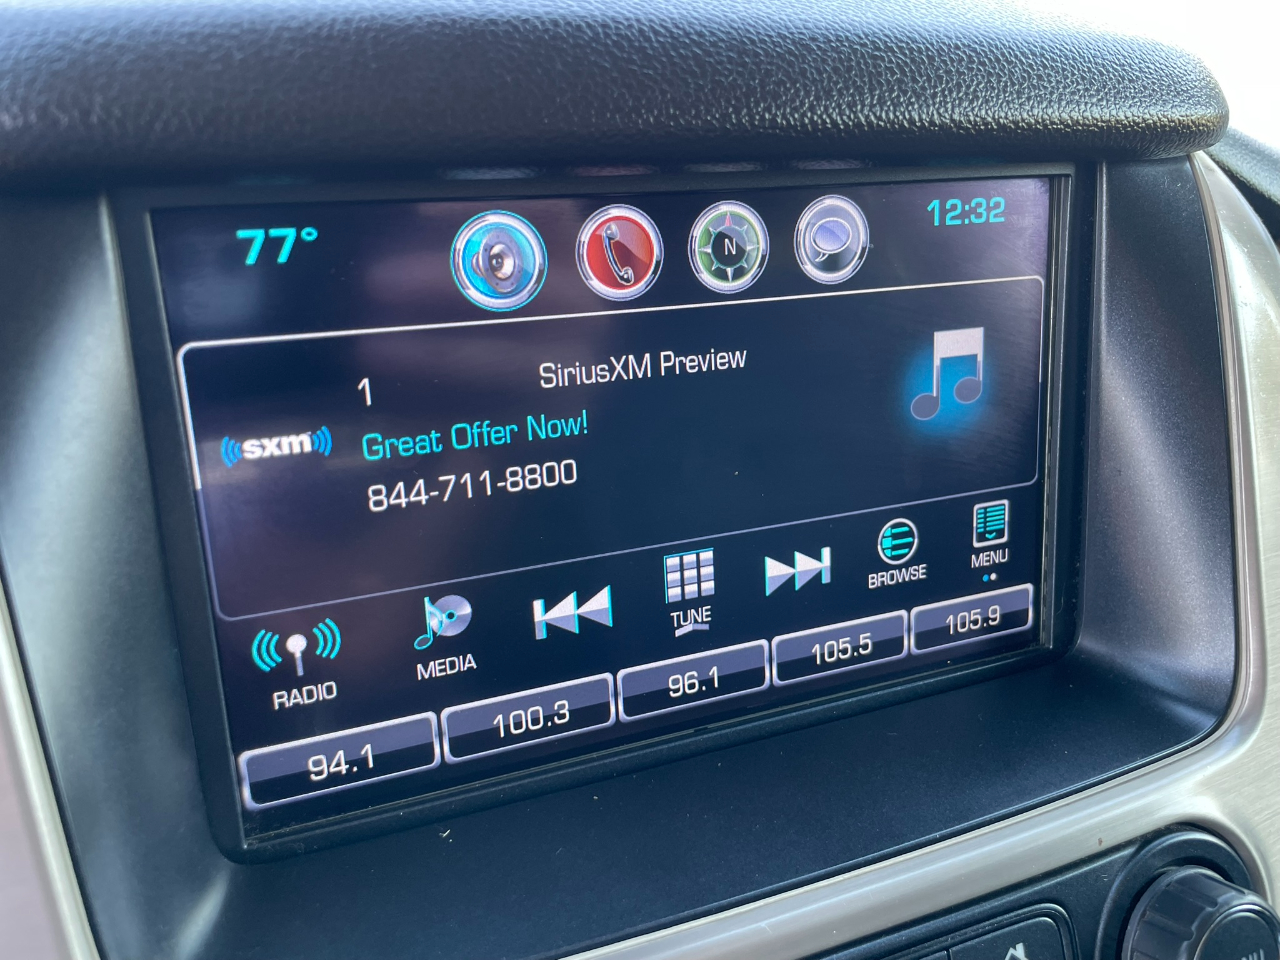 77°
N
12:32
1
SiriusXM Preview
sxm
Great Offer Now!
844-711-8800
RADIO
MEDIA
TUNE
BROWSE
MENU
94.1
100.3
96.1
105.5
105.9